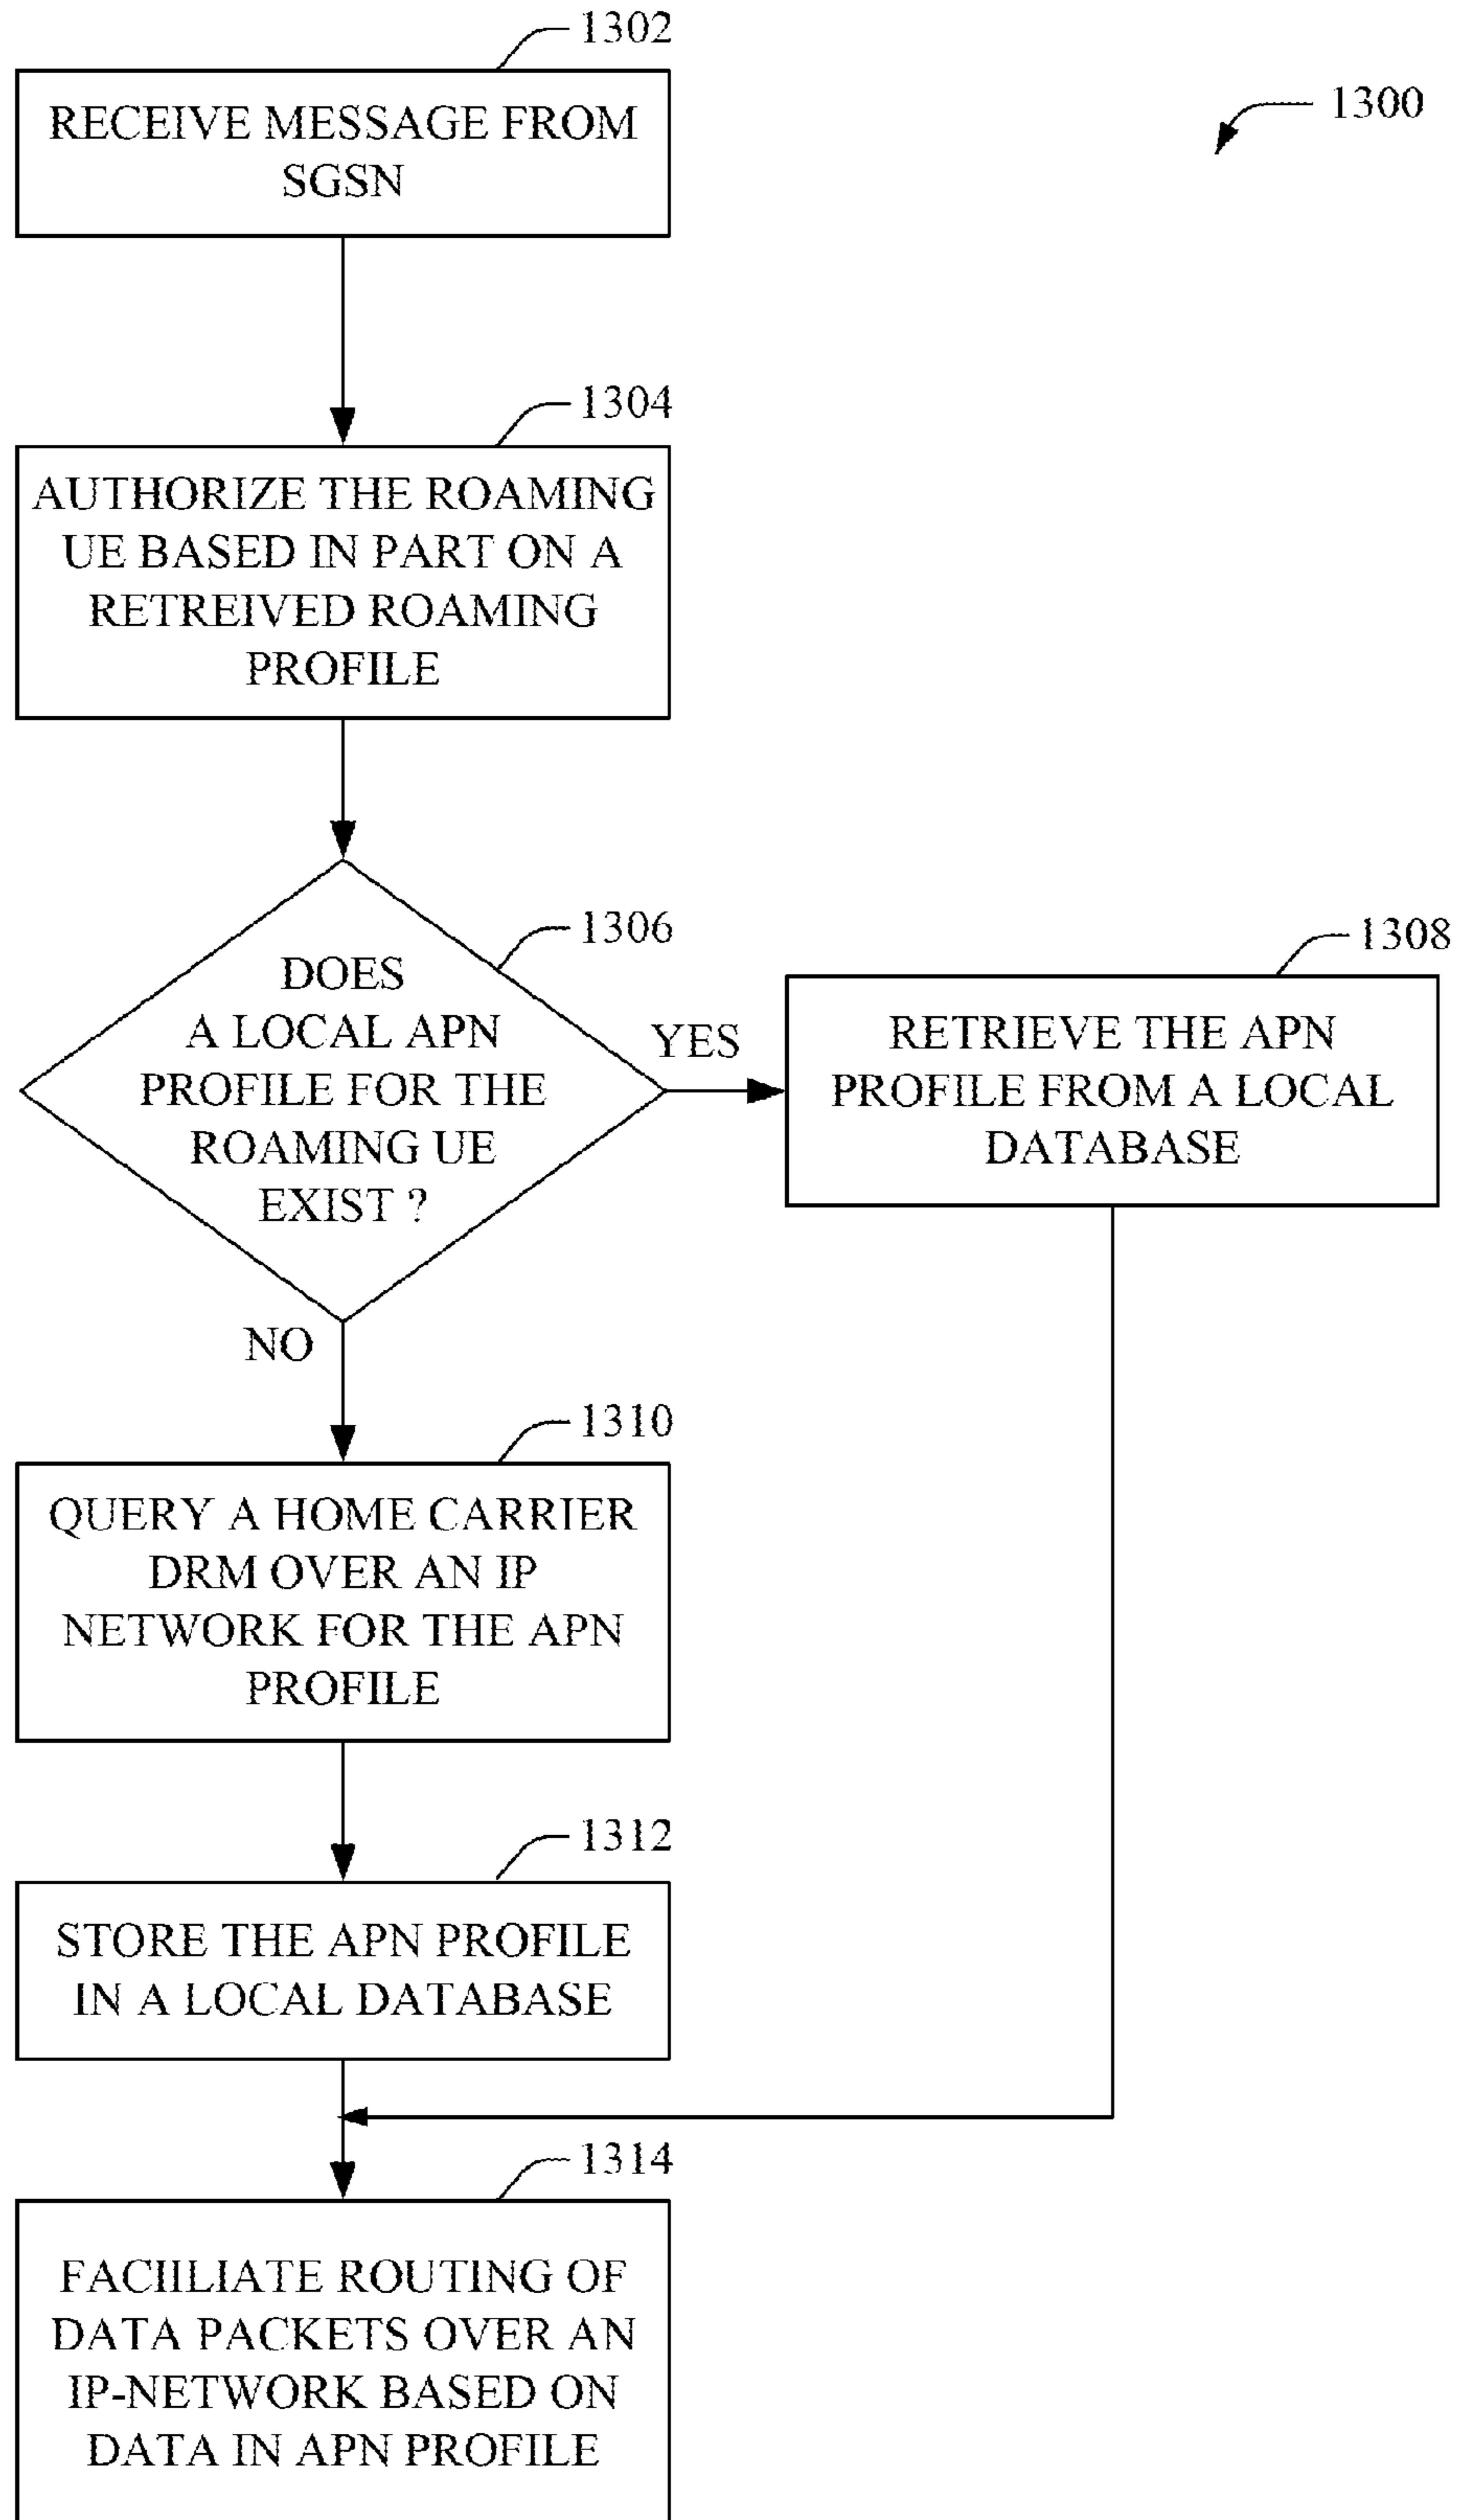 1302
RECEIVE MESSAGE FROM
SGSN
1300
1304
AUTHORIZE THE ROAMING
UE BASED IN PART ON A
RETREIVED ROAMING
PROFILE
1306
DOES
A LOCAL APN
PROFILE FOR THE
ROAMING UE
EXIST ?
YES
1308
RETRIEVE THE APN
PROFILE FROM A LOCAL
DATABASE
NO
1310
QUERY A HOME CARRIER
DRM OVER AN IP
NETWORK FOR THE APN
PROFILE
1312
STORE THE APN PROFILE
IN A LOCAL DATABASE
1314
FACIILIATE ROUTING OF
DATA PACKETS OVER AN
IP-NETWORK BASED ON
DATA IN APN PROFILE